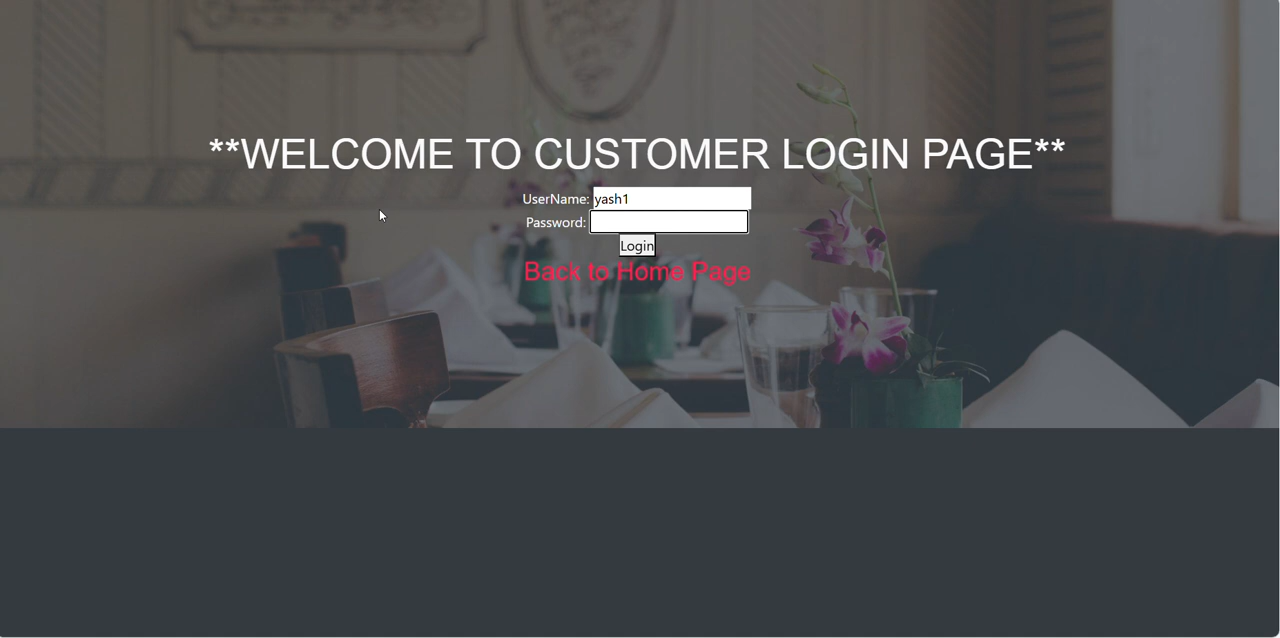 **WELCOME TO CUSTOMER LOGIN PAGE**
UserName: yash1
Password:
Login
Back to Home Page